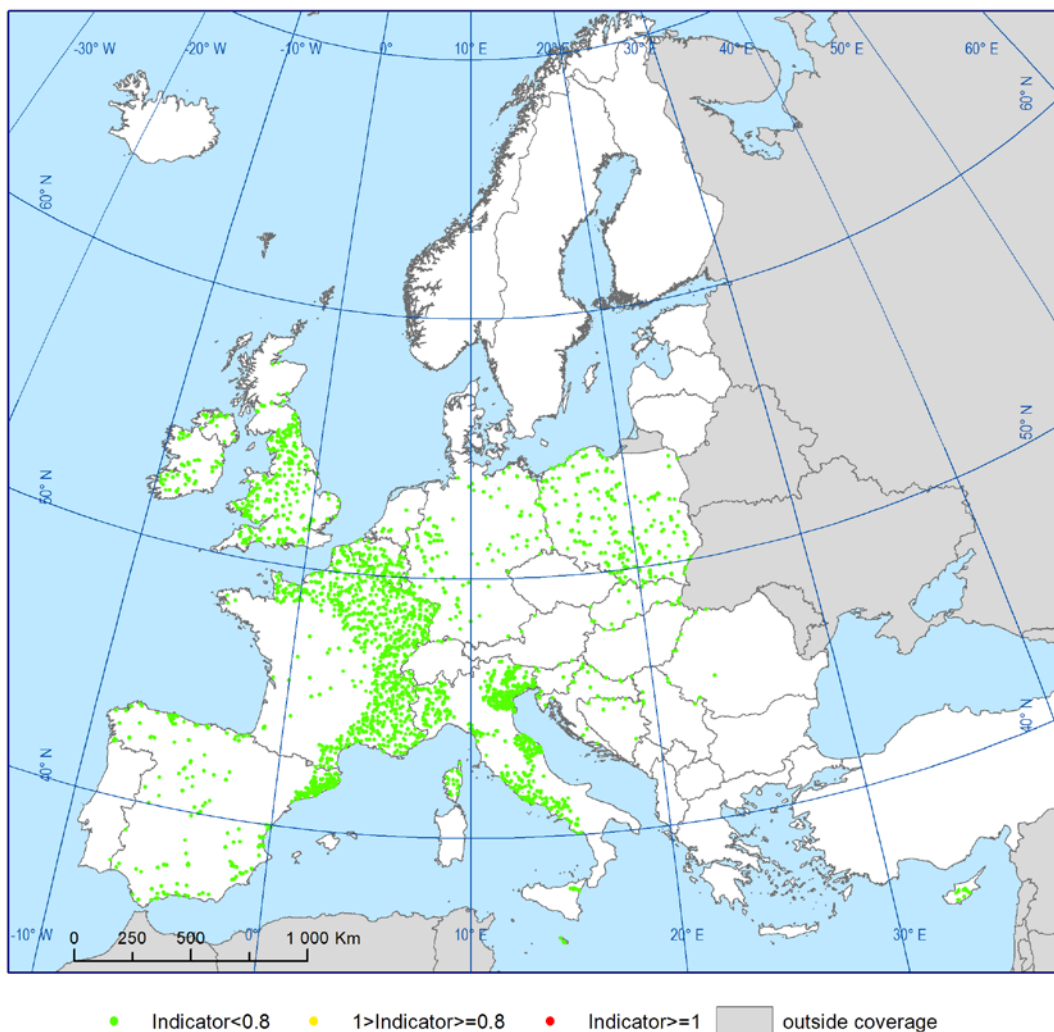 -30° W -20° W -10° W 0° 10° E 20° E 30° E 40° E 50° E 60° E
60° N
60° N
50° N
50° N
40° N
40° N
-10° W 0° 10° E 20° E 30° E
0 250 500 1 000 Km
Indicator<0.8 1>Indicator>=0.8 Indicator>=1 outside coverage